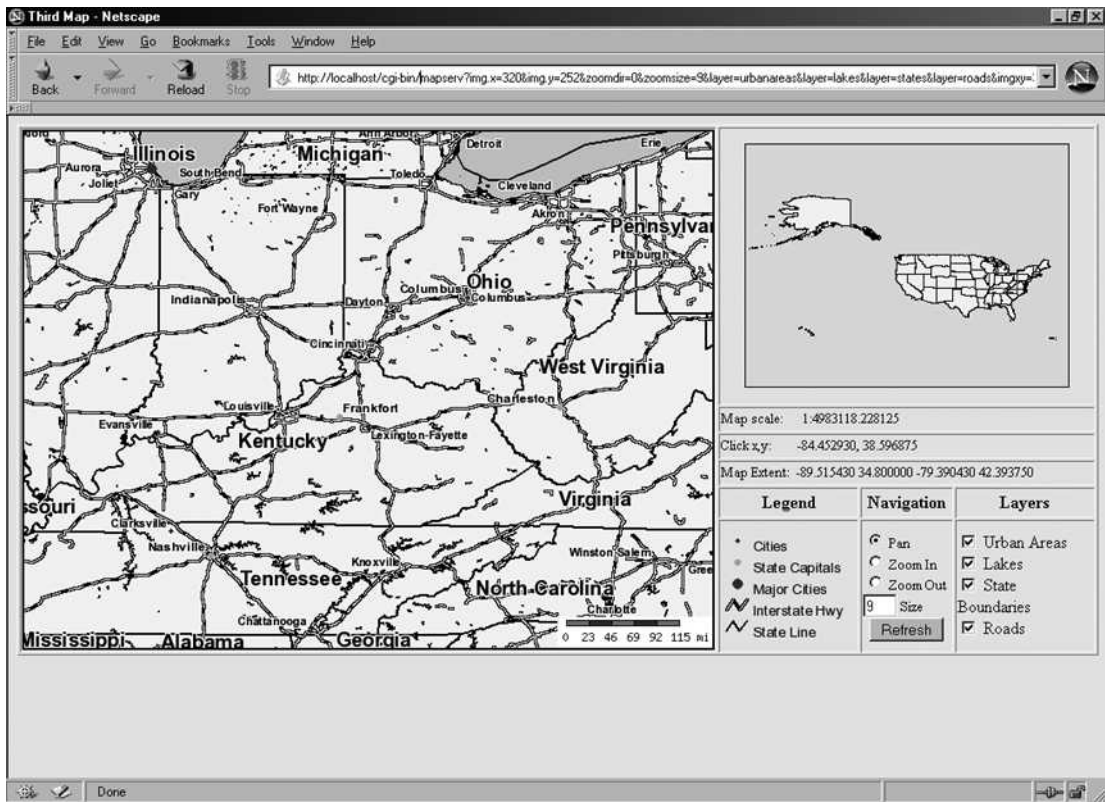 Third Map - Netscape
File Edit View Go Bookmarks Tools Window Help
Back Forward Reload Stop
http://localhost/cgi-bin/mapserv?img.x=320&img.y=252&zoomdir=0&zoomsize=9&layer=urbanareas&layer=lakes&layer=states&layer=roads&imgxy=
Ann Arbor
Detroit
Erie
Illinois
Michigan
Aurora
South Bend
Toledo
Joliet
Cleveland
Gary
Fort Wayne
Akron
Pennsylvan
Pittsburgh
Ohio
Columbus
Indianapolis
Dayton
Columbus
Cincinnati
West Virginia
Charleston
Louisville
Frankfort
Evansville
Kentucky
Lexington-Fayette
ssouri
Virginia
Clarksville
Nashville
Knoxville
Winston-Salem
Gree
Tennessee
North Carolina
Charlotte
Chattanooga
Mississippi Alabama Georgia
0 23 46 69 92 115 mi
Map scale: 1:4983118.228125
Click x,y: -84.452930, 38.596875
Map Extent: -89.515430 34.800000 -79.390430 42.393750
Legend Navigation Layers
Cities
State Capitals
Major Cities
Interstate Hwy
State Line
Pan
Zoom In
Zoom Out
9 Size
Refresh
Urban Areas
Lakes
State
Boundaries
Roads
Done